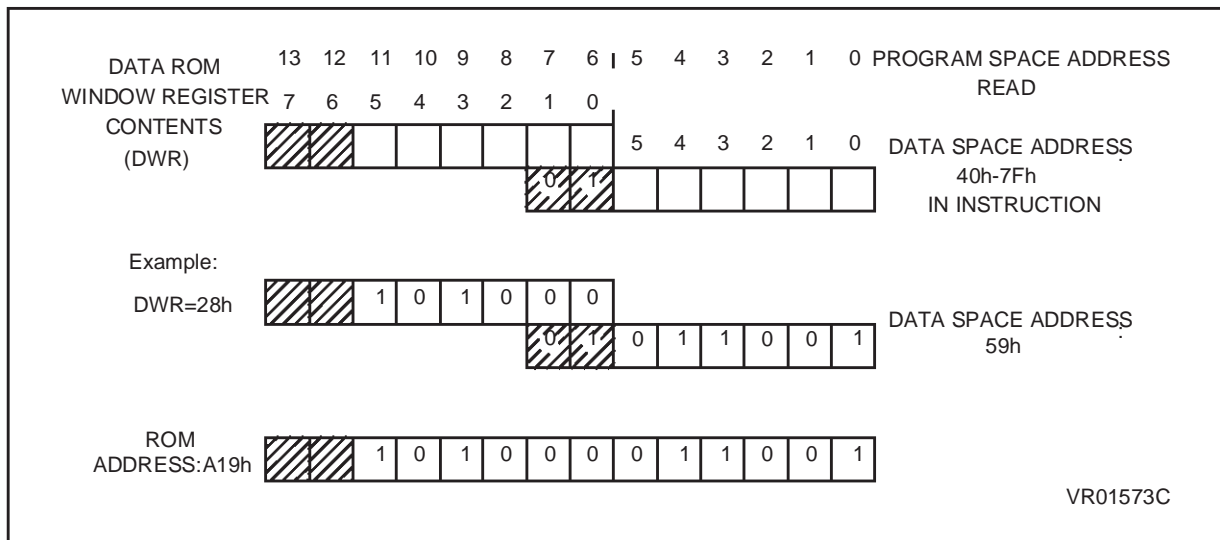 13 12 11 10 9 8 7 6 5 4 3 2 1 0 PROGRAM SPACE ADDRESS
READ
DATA ROM
WINDOW REGISTER 7 6 5 4 3 2 1 0
CONTENTS
(DWR)
5 4 3 2 1 0 DATA SPACE ADDRESS
:
0 1 40h-7Fh
IN INSTRUCTION
Example:
DWR=28h 1 0 1 0 0 0
0 1 0 1 1 0 0 1 DATA SPACE ADDRESS
:
59h
ROM
ADDRESS:A19h 1 0 1 0 0 0 0 1 1 0 0 1
VR01573C